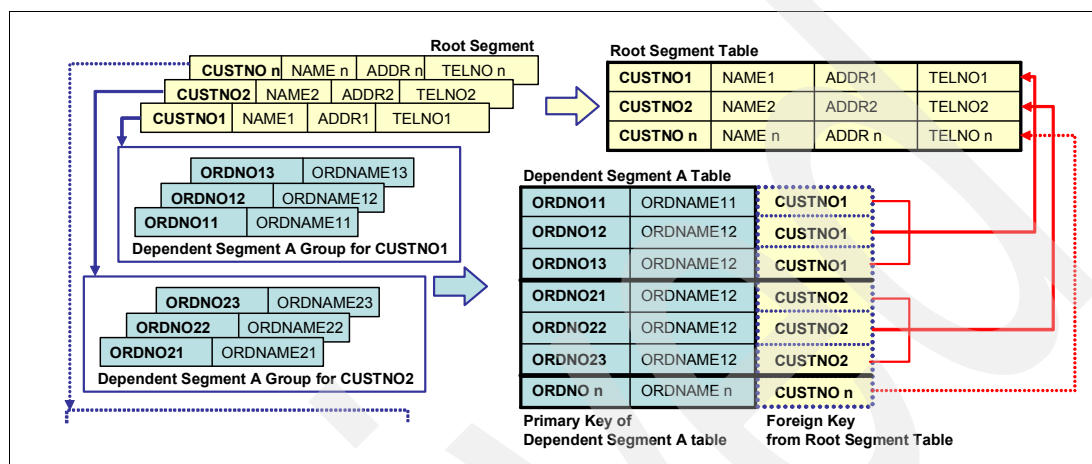 Root Segment
CUSTNO n NAME n ADDR n TELNO n
CUSTNO2 NAME2 ADDR2 TELNO2
CUSTNO1 NAME1 ADDR1 TELNO1
ORDNO13 ORDNAME13
ORDNO12 ORDNAME12
ORDNO11 ORDNAME11
Dependent Segment A Group for CUSTNO1
ORDNO23 ORDNAME23
ORDNO22 ORDNAME22
ORDNO21 ORDNAME21
Dependent Segment A Group for CUSTNO2
Root Segment Table
CUSTNO1 NAME1 ADDR1 TELNO1
CUSTNO2 NAME2 ADDR2 TELNO2
CUSTNO n NAME n ADDR n TELNO n
Dependent Segment A Table
ORDNO11 ORDNAME11 CUSTNO1
ORDNO12 ORDNAME12 CUSTNO1
ORDNO13 ORDNAME12 CUSTNO1
ORDNO21 ORDNAME12 CUSTNO2
ORDNO22 ORDNAME12 CUSTNO2
ORDNO23 ORDNAME12 CUSTNO2
ORDNO n ORDNAME n CUSTNO n
Primary Key of
Dependent Segment A table
Foreign Key
from Root Segment Table